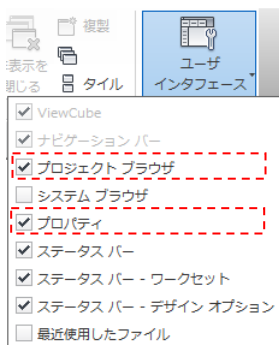 複製
表示を
閉じる
タイル
ユーザ
インタフェース
ViewCube
ナビゲーション バー
プロジェクト ブラウザ
システム ブラウザ
プロパティ
ステータス バー
ステータス バー - ワークセット
ステータス バー - デザイン オプション
最近使用したファイル